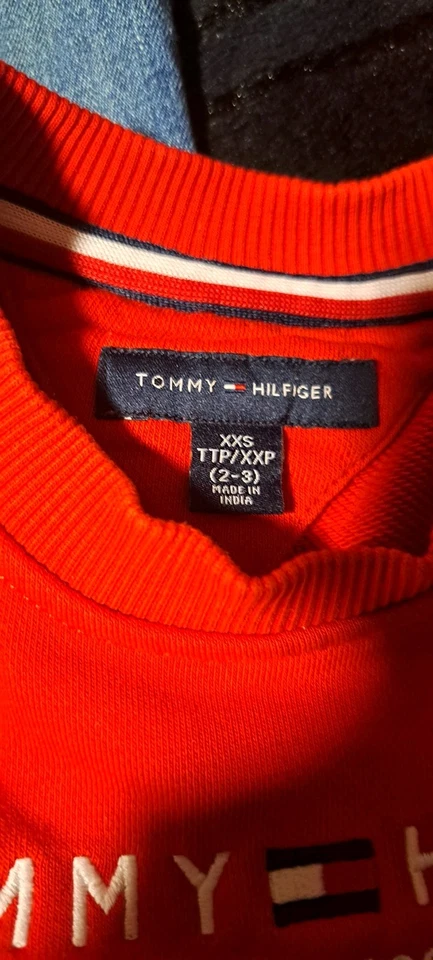 TOMMY HILFIGER
XXS
TTP/XXP
(2-3)
MADE IN
INDIA
MMY H